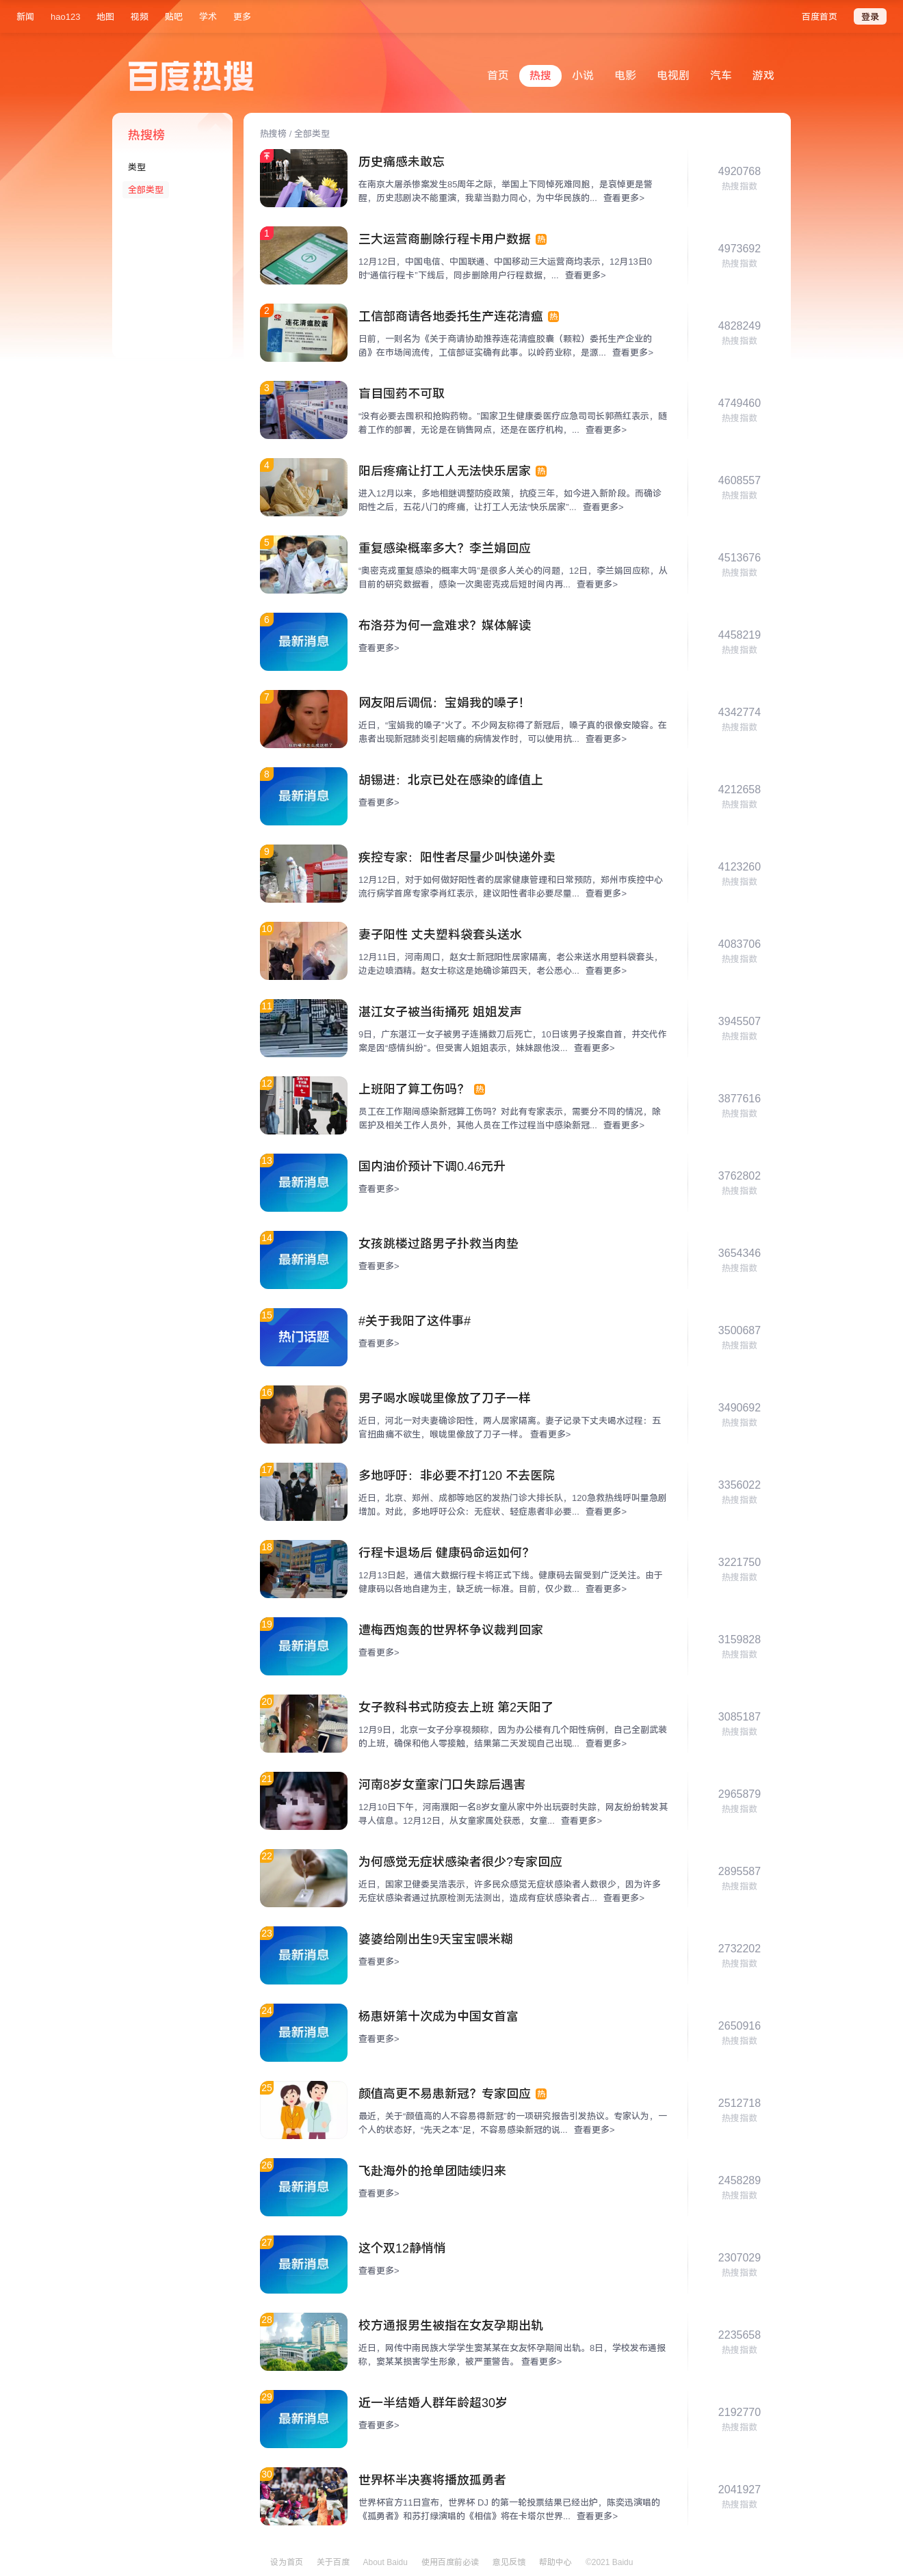 新闻 hao123 地图 视频 贴吧 学术 更多 百度首页 登录
百度热搜
首页 热搜 小说 电影 电视剧 汽车 游戏
热搜榜
类型
全部类型
热搜榜 / 全部类型
历史痛感未敢忘
在南京大屠杀惨案发生85周年之际，举国上下同悼死难同胞，是哀悼更是警
醒，历史悲剧决不能重演，我辈当勠力同心，为中华民族的... 查看更多>
4920768
热搜指数
1
三大运营商删除行程卡用户数据 热
12月12日，中国电信、中国联通、中国移动三大运营商均表示，12月13日0
时“通信行程卡”下线后，同步删除用户行程数据，... 查看更多>
4973692
热搜指数
2
连花清瘟胶囊
工信部商请各地委托生产连花清瘟 热
日前，一则名为《关于商请协助推荐连花清瘟胶囊（颗粒）委托生产企业的
函》在市场间流传，工信部证实确有此事。以岭药业称，是源... 查看更多>
4828249
热搜指数
3
盲目囤药不可取
“没有必要去囤积和抢购药物。”国家卫生健康委医疗应急司司长郭燕红表示，随
着工作的部署，无论是在销售网点，还是在医疗机构，... 查看更多>
4749460
热搜指数
4
阳后疼痛让打工人无法快乐居家 热
进入12月以来，多地相继调整防疫政策，抗疫三年，如今进入新阶段。而确诊
阳性之后，五花八门的疼痛，让打工人无法“快乐居家”... 查看更多>
4608557
热搜指数
5
重复感染概率多大？李兰娟回应
“奥密克戎重复感染的概率大吗”是很多人关心的问题，12日，李兰娟回应称，从
目前的研究数据看，感染一次奥密克戎后短时间内再... 查看更多>
4513676
热搜指数
6
最新消息
布洛芬为何一盒难求？媒体解读
查看更多>
4458219
热搜指数
7
网友阳后调侃：宝娟我的嗓子！
近日，“宝娟我的嗓子”火了。不少网友称得了新冠后，嗓子真的很像安陵容。在
患者出现新冠肺炎引起咽痛的病情发作时，可以使用抗... 查看更多>
4342774
热搜指数
8
最新消息
胡锡进：北京已处在感染的峰值上
查看更多>
4212658
热搜指数
9
疾控专家：阳性者尽量少叫快递外卖
12月12日，对于如何做好阳性者的居家健康管理和日常预防，郑州市疾控中心
流行病学首席专家李肖红表示，建议阳性者非必要尽量... 查看更多>
4123260
热搜指数
10
妻子阳性 丈夫塑料袋套头送水
12月11日，河南周口，赵女士新冠阳性居家隔离，老公来送水用塑料袋套头，
边走边喷酒精。赵女士称这是她确诊第四天，老公悉心... 查看更多>
4083706
热搜指数
11
湛江女子被当街捅死 姐姐发声
9日，广东湛江一女子被男子连捅数刀后死亡，10日该男子投案自首，并交代作
案是因“感情纠纷”。但受害人姐姐表示，妹妹跟他没... 查看更多>
3945507
热搜指数
12
上班阳了算工伤吗？ 热
员工在工作期间感染新冠算工伤吗？对此有专家表示，需要分不同的情况，除
医护及相关工作人员外，其他人员在工作过程当中感染新冠... 查看更多>
3877616
热搜指数
13
最新消息
国内油价预计下调0.46元升
查看更多>
3762802
热搜指数
14
最新消息
女孩跳楼过路男子扑救当肉垫
查看更多>
3654346
热搜指数
15
热门话题
#关于我阳了这件事#
查看更多>
3500687
热搜指数
16
男子喝水喉咙里像放了刀子一样
近日，河北一对夫妻确诊阳性，两人居家隔离。妻子记录下丈夫喝水过程：五
官扭曲痛不欲生，喉咙里像放了刀子一样。 查看更多>
3490692
热搜指数
17
多地呼吁：非必要不打120 不去医院
近日，北京、郑州、成都等地区的发热门诊大排长队，120急救热线呼叫量急剧
增加。对此，多地呼吁公众：无症状、轻症患者非必要... 查看更多>
3356022
热搜指数
18
行程卡退场后 健康码命运如何？
12月13日起，通信大数据行程卡将正式下线。健康码去留受到广泛关注。由于
健康码以各地自建为主，缺乏统一标准。目前，仅少数... 查看更多>
3221750
热搜指数
19
最新消息
遭梅西炮轰的世界杯争议裁判回家
查看更多>
3159828
热搜指数
20
女子教科书式防疫去上班 第2天阳了
12月9日，北京一女子分享视频称，因为办公楼有几个阳性病例，自己全副武装
的上班，确保和他人零接触，结果第二天发现自己出现... 查看更多>
3085187
热搜指数
21
河南8岁女童家门口失踪后遇害
12月10日下午，河南濮阳一名8岁女童从家中外出玩耍时失踪，网友纷纷转发其
寻人信息。12月12日，从女童家属处获悉，女童... 查看更多>
2965879
热搜指数
22
为何感觉无症状感染者很少?专家回应
近日，国家卫健委吴浩表示，许多民众感觉无症状感染者人数很少，因为许多
无症状感染者通过抗原检测无法测出，造成有症状感染者占... 查看更多>
2895587
热搜指数
23
最新消息
婆婆给刚出生9天宝宝喂米糊
查看更多>
2732202
热搜指数
24
最新消息
杨惠妍第十次成为中国女首富
查看更多>
2650916
热搜指数
25
颜值高更不易患新冠？专家回应 热
最近，关于“颜值高的人不容易得新冠”的一项研究报告引发热议。专家认为，一
个人的状态好，“先天之本”足，不容易感染新冠的说... 查看更多>
2512718
热搜指数
26
最新消息
飞赴海外的抢单团陆续归来
查看更多>
2458289
热搜指数
27
最新消息
这个双12静悄悄
查看更多>
2307029
热搜指数
28
校方通报男生被指在女友孕期出轨
近日，网传中南民族大学学生窦某某在女友怀孕期间出轨。8日，学校发布通报
称，窦某某损害学生形象，被严重警告。 查看更多>
2235658
热搜指数
29
最新消息
近一半结婚人群年龄超30岁
查看更多>
2192770
热搜指数
30
世界杯半决赛将播放孤勇者
世界杯官方11日宣布，世界杯 DJ 的第一轮投票结果已经出炉，陈奕迅演唱的
《孤勇者》和苏打绿演唱的《相信》将在卡塔尔世界... 查看更多>
2041927
热搜指数
设为首页 关于百度 About Baidu 使用百度前必读 意见反馈 帮助中心 ©2021 Baidu